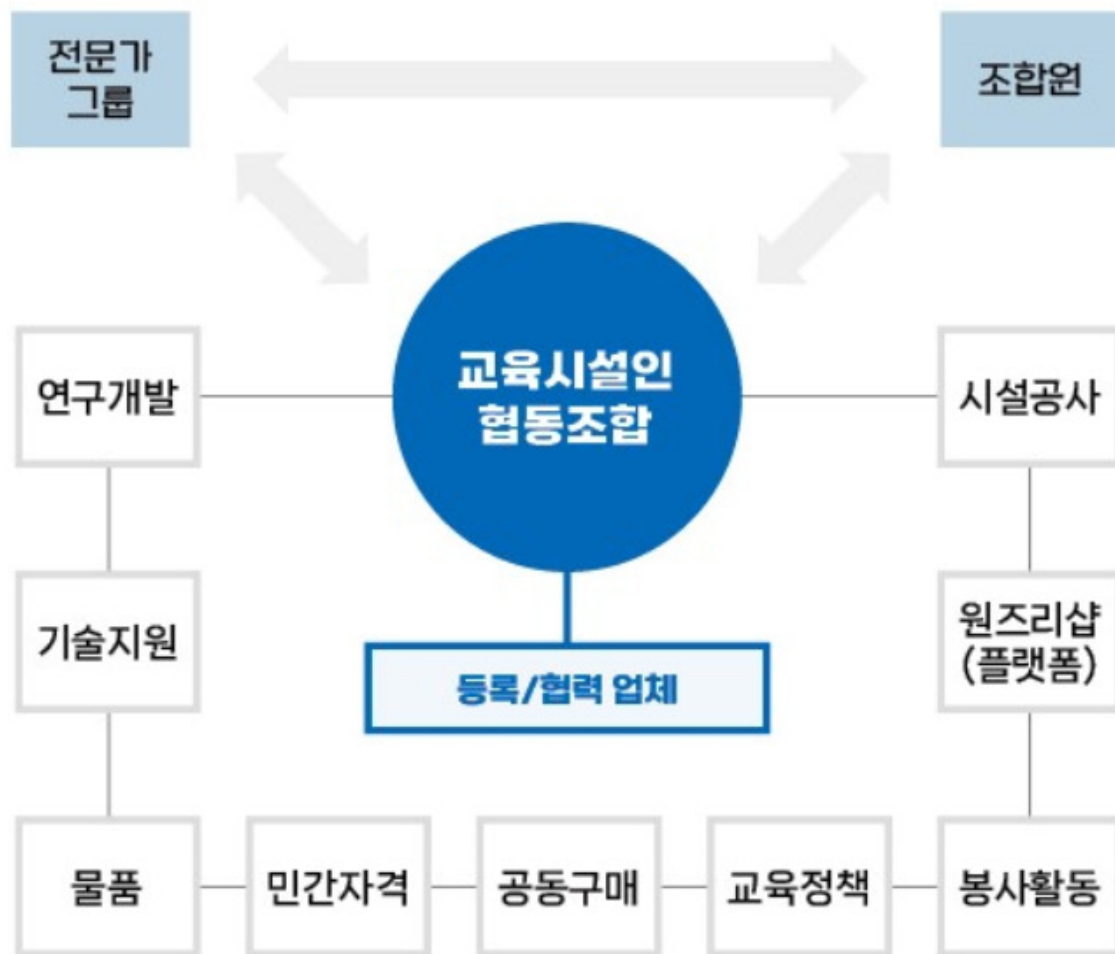 전문가
그룹
조합원
교육시설인
협동조합
연구개발
시설공사
기술지원
원즈리샵
(플랫폼)
등록/협력 업체
물품
민간자격
공동구매
교육정책
봉사활동